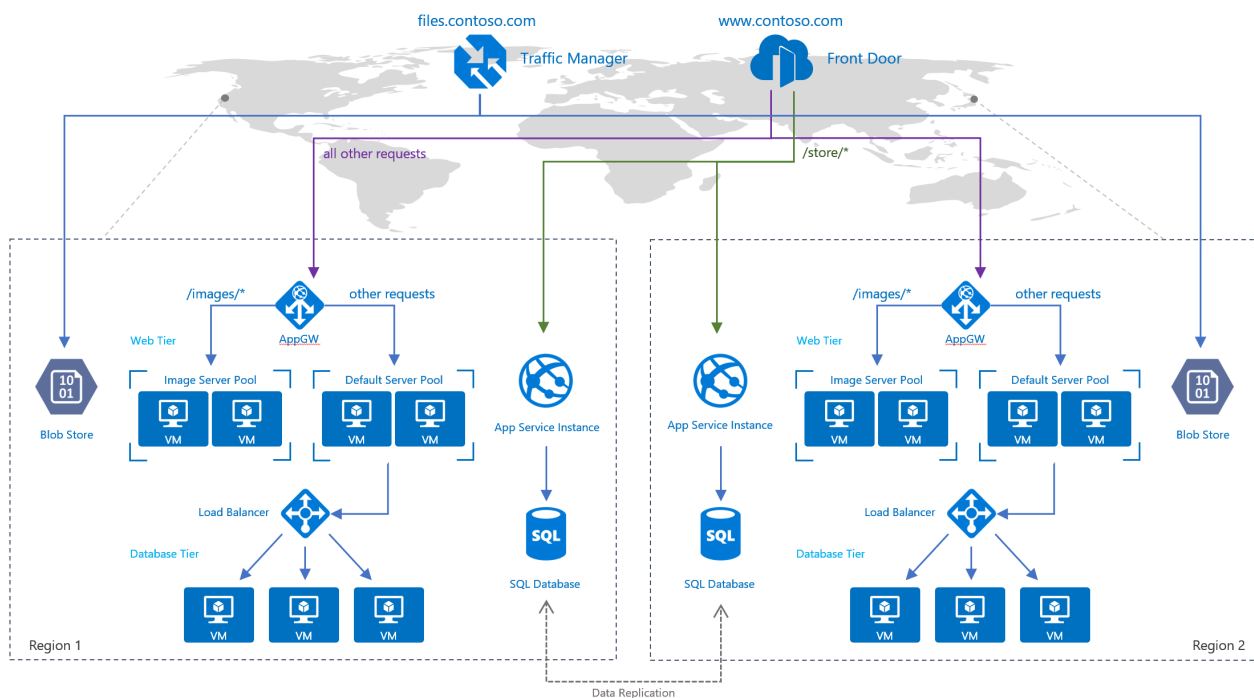 files.contoso.com
www.contoso.com
Traffic Manager
Front Door
all other requests
/store/*
/images/*
other requests
/images/*
other requests
Web Tier
AppGW
Web Tier
AppGW
Image Server Pool
Default Server Pool
Image Server Pool
Default Server Pool
10
01
10
01
VM
VM
VM
VM
VM
VM
VM
VM
Blob Store
App Service Instance
App Service Instance
Blob Store
Load Balancer
Load Balancer
SQL
SQL
Database Tier
Database Tier
SQL Database
SQL Database
VM
VM
VM
VM
VM
VM
Region 1
Region 2
Data Replication